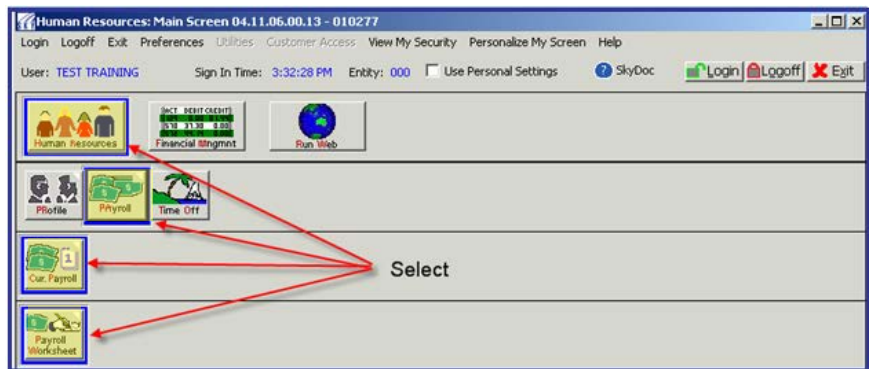 Human Resources: Main Screen 04.11.06.00.13 - 010277
Login Logoff Exit Preferences Utilities Customer Access View My Security Personalize My Screen Help
User: TEST TRAINING Sign In Time: 3:32:28 PM Entity: 000 Use Personal Settings SkyDoc Login Logoff Exit
Human Resources Financial Mngmnt Run Web
PRofile PAyroll Time Off
Cur. Payroll
Select
Payroll
Worksheet